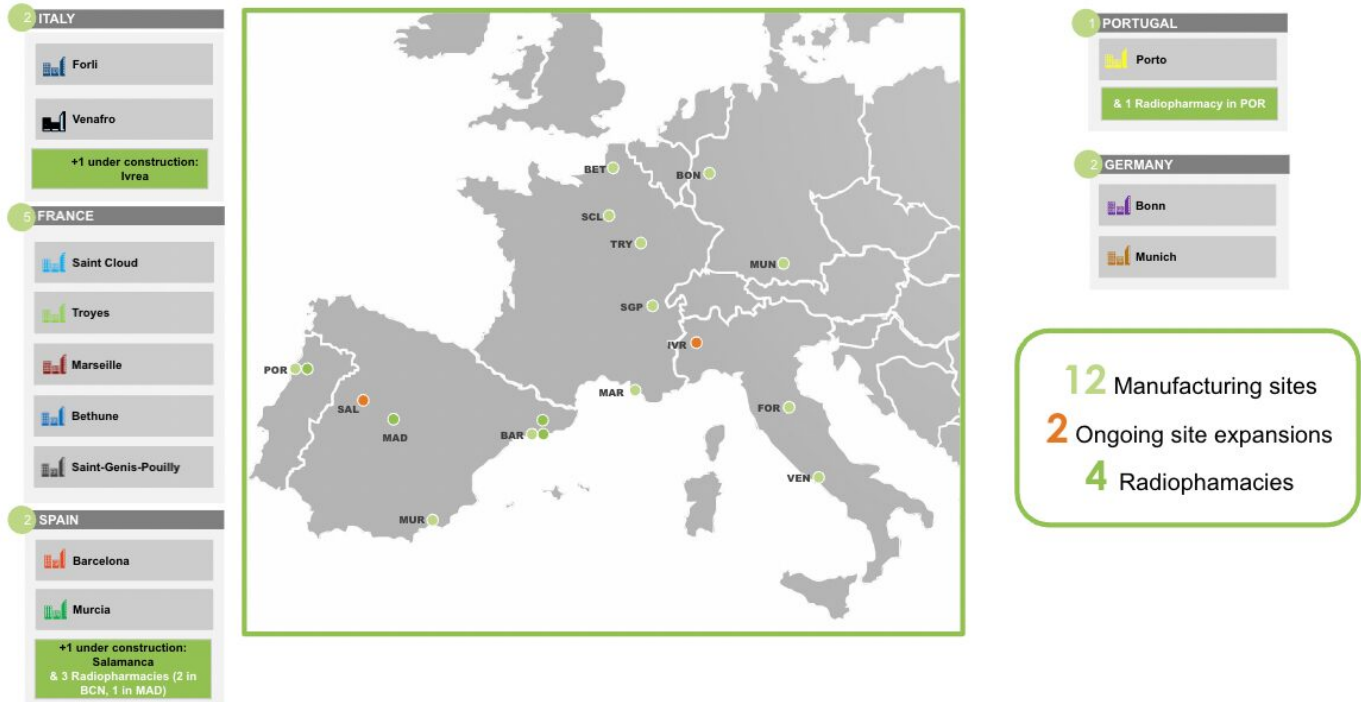 2 ITALY
Forli
Venafro
+1 under construction:
Ivrea
5 FRANCE
Saint Cloud
Troyes
Marseille
Bethune
Saint-Genis-Pouilly
2 SPAIN
Barcelona
Murcia
+1 under construction:
Salamanca
& 3 Radiopharmacies (2 in
BCN, 1 in MAD)
BET
BON
SCL
TRY
MUN
SGP
IVR
POR
MAR
SAL
FOR
MAD
BAR
VEN
MUR
1 PORTUGAL
Porto
& 1 Radiopharmacy in POR
2 GERMANY
Bonn
Munich
12 Manufacturing sites
2 Ongoing site expansions
4 Radiophamacies